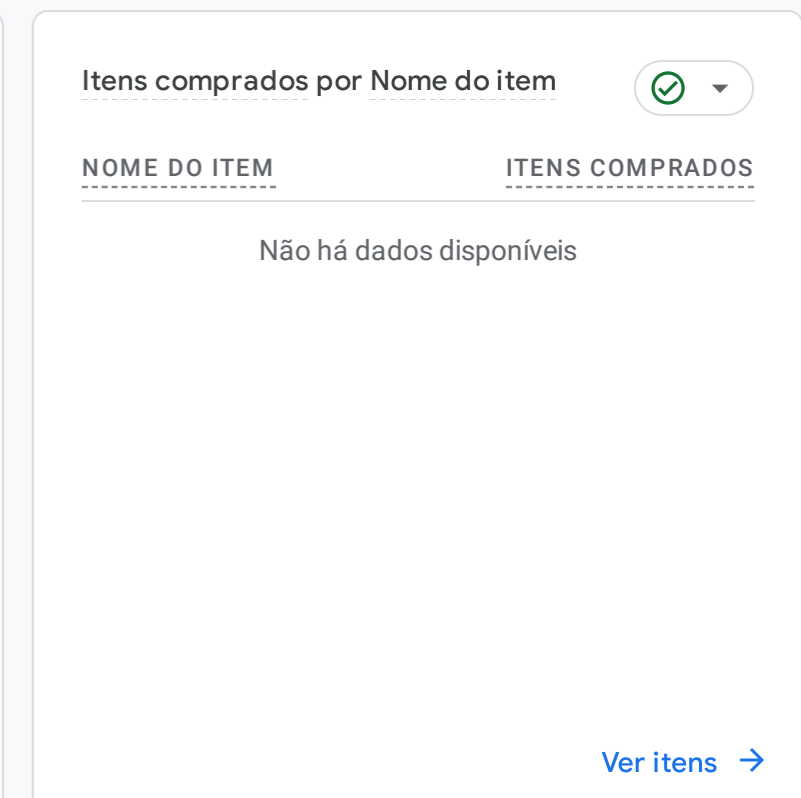 Itens comprados por Nome do item
NOME DO ITEM ITENS COMPRADOS
Não há dados disponíveis
Ver itens